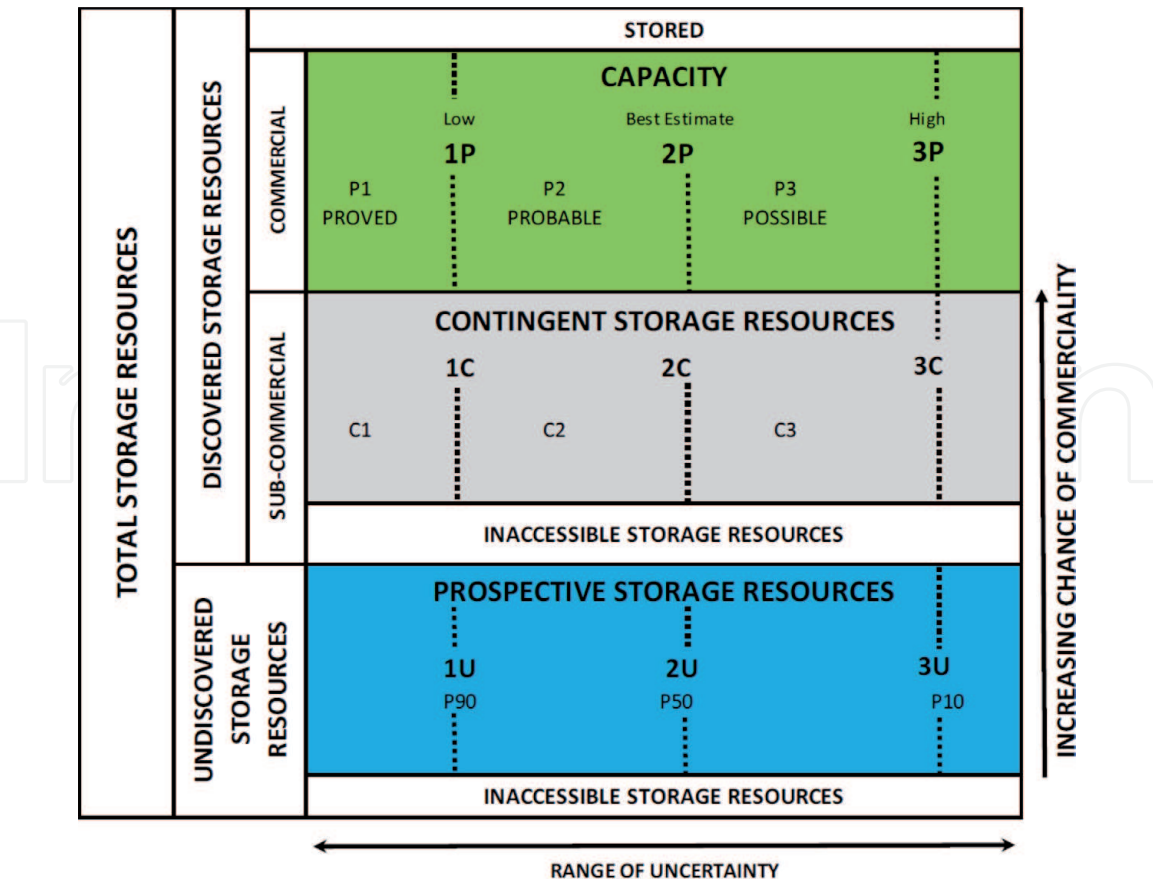 STORED
CAPACITY
Low
Best Estimate
High
1P
2P
3P
P1
PROVED
P2
PROBABLE
P3
POSSIBLE
CONTINGENT STORAGE RESOURCES
1C
2C
3C
C1
C2
C3
INACCESSIBLE STORAGE RESOURCES
PROSPECTIVE STORAGE RESOURCES
1U
2U
3U
P90
P50
P10
INACCESSIBLE STORAGE RESOURCES
TOTAL STORAGE RESOURCES
DISCOVERED STORAGE RESOURCES
COMMERCIAL
SUB-COMMERCIAL
UNDISCOVERED
STORAGE
RESOURCES
INCREASING CHANCE OF COMMERCIALITY
RANGE OF UNCERTAINTY